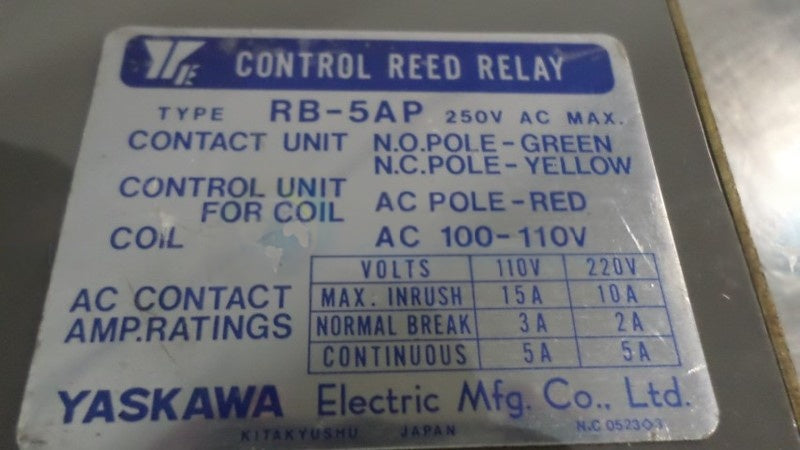 YE CONTROL REED RELAY
TYPE RB-5AP 250V AC MAX.
CONTACT UNIT N.O.POLE-GREEN
N.C.POLE-YELLOW
CONTROL UNIT
FOR COIL AC POLE-RED
COIL AC 100-110V
AC CONTACT
AMP.RATINGS
VOLTS 110V 220V
MAX. INRUSH 15A 10A
NORMAL BREAK 3A 2A
CONTINUOUS 5A 5A
YASKAWA Electric Mfg. Co., Ltd.
KITAKYUSHU JAPAN